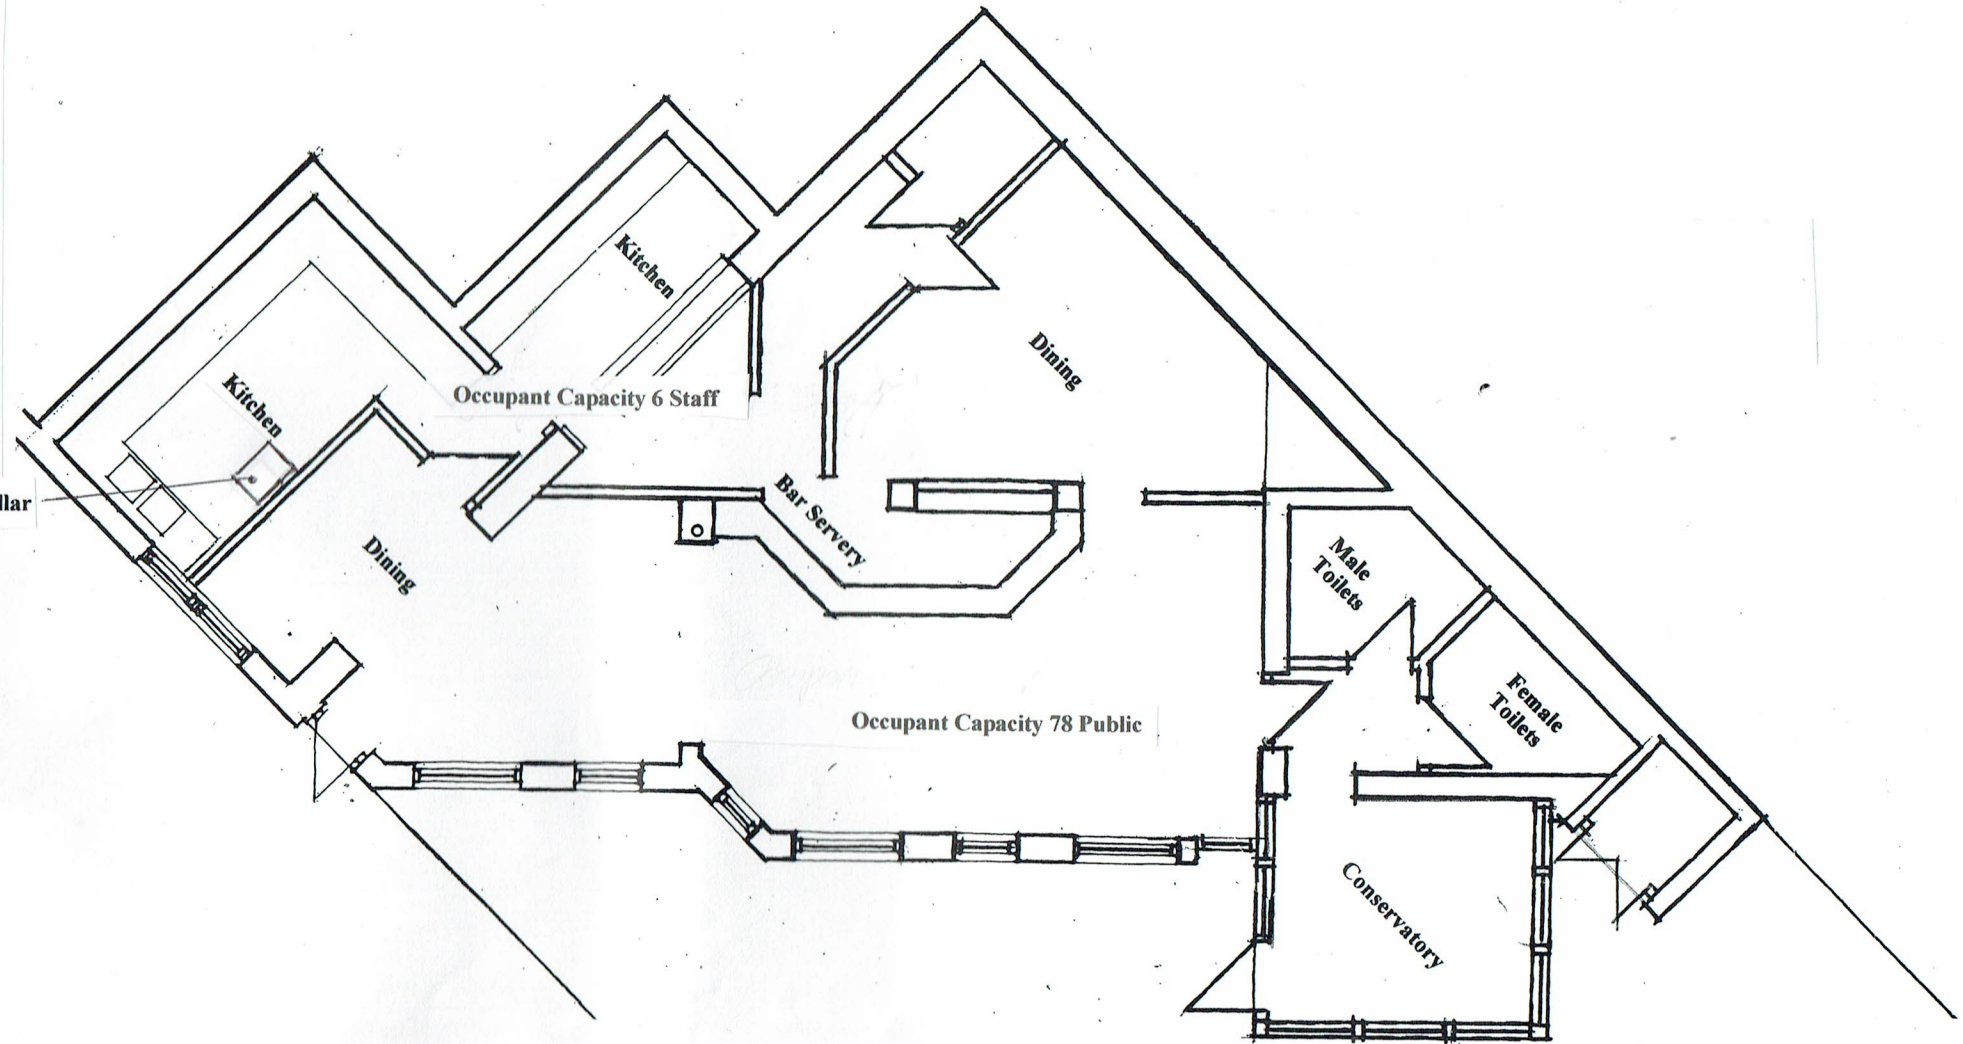 Kitchen
Kitchen
Dining
Occupant Capacity 6 Staff
llar
Bar Servery
Dining
Male
Toilets
Female
Toilets
Occupant Capacity 78 Public
Conservatory